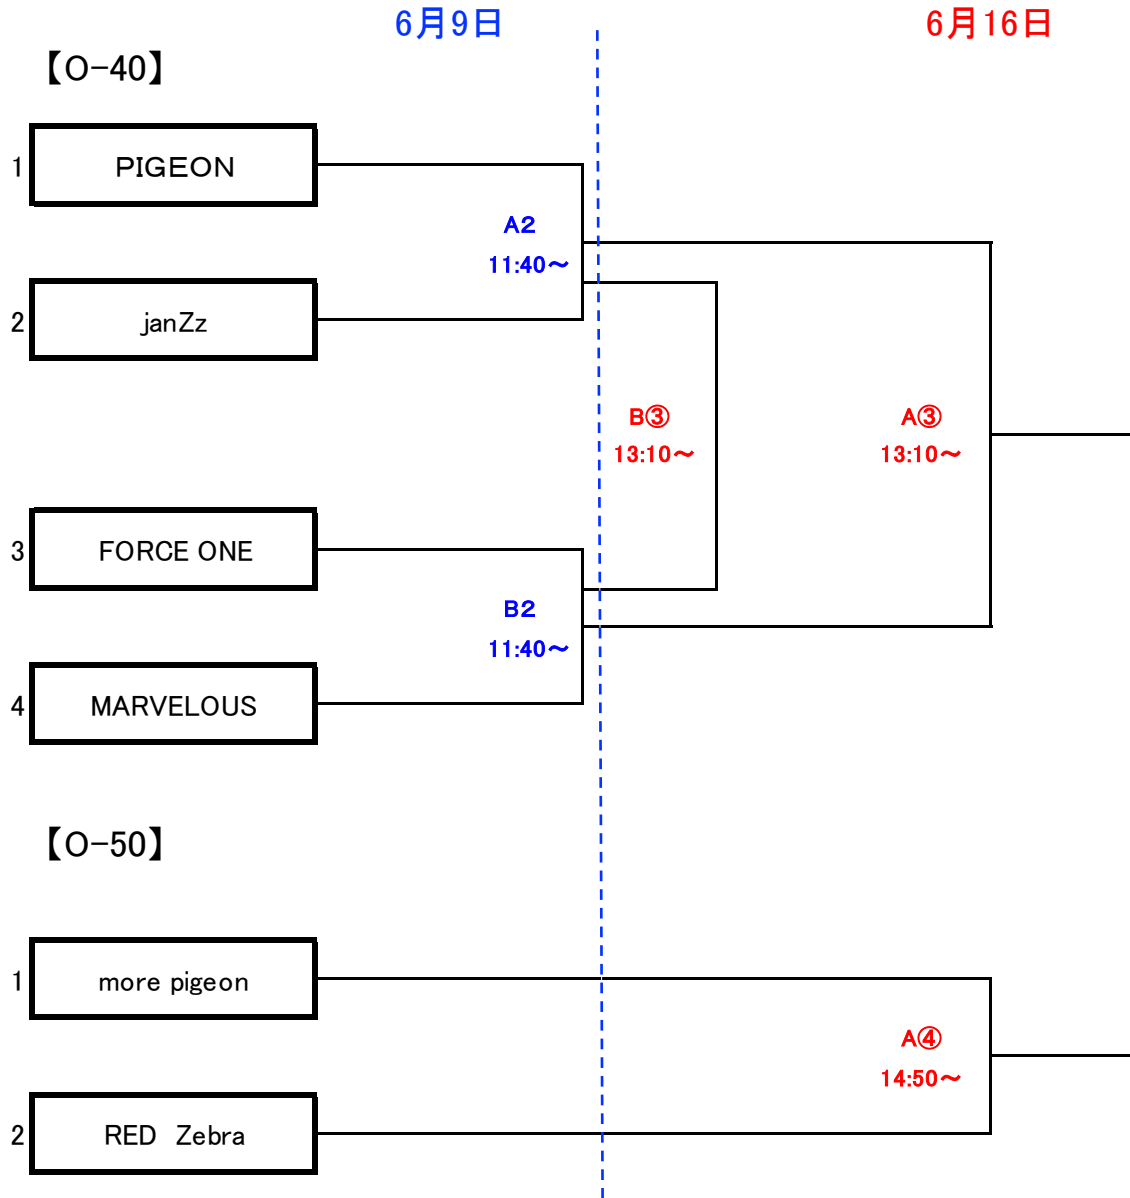 6月9日
6月16日
【O-40】
1
PIGEON
A2
11:40～
2
janZz
B③
13:10～
A③
13:10～
3
FORCE ONE
B2
11:40～
4
MARVELOUS
【O-50】
1
more pigeon
A④
14:50～
2
RED　Zebra